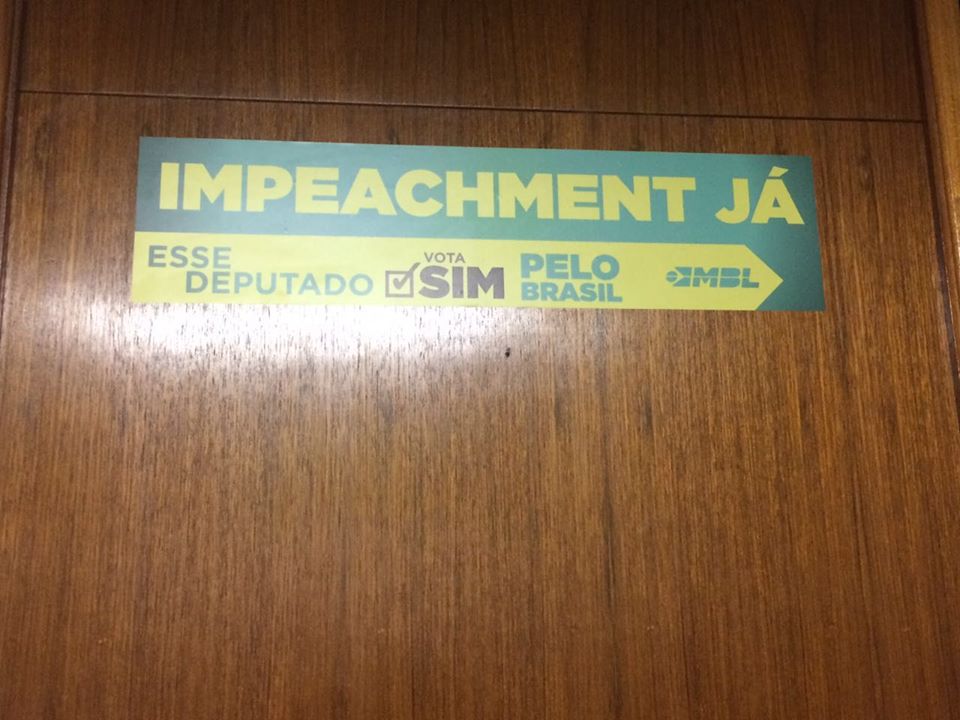 IMPEACHMENT JÁ
ESSE
DEPUTADO
VOTA
SIM
PELO
BRASIL
MBL